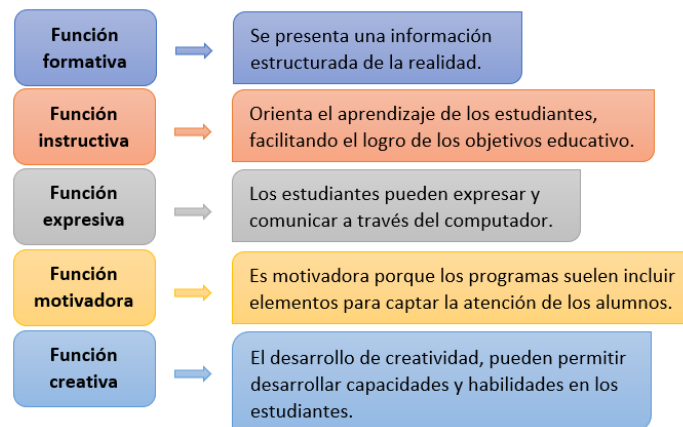 Función
formativa
Se presenta una información
estructurada de la realidad.
Función
instructiva
Orienta el aprendizaje de los estudiantes,
facilitando el logro de los objetivos educativo.
Función
expresiva
Los estudiantes pueden expresar y
comunicar a través del computador.
Función
motivadora
Es motivadora porque los programas suelen incluir
elementos para captar la atención de los alumnos.
Función
creativa
El desarrollo de creatividad, pueden permitir
desarrollar capacidades y habilidades en los
estudiantes.